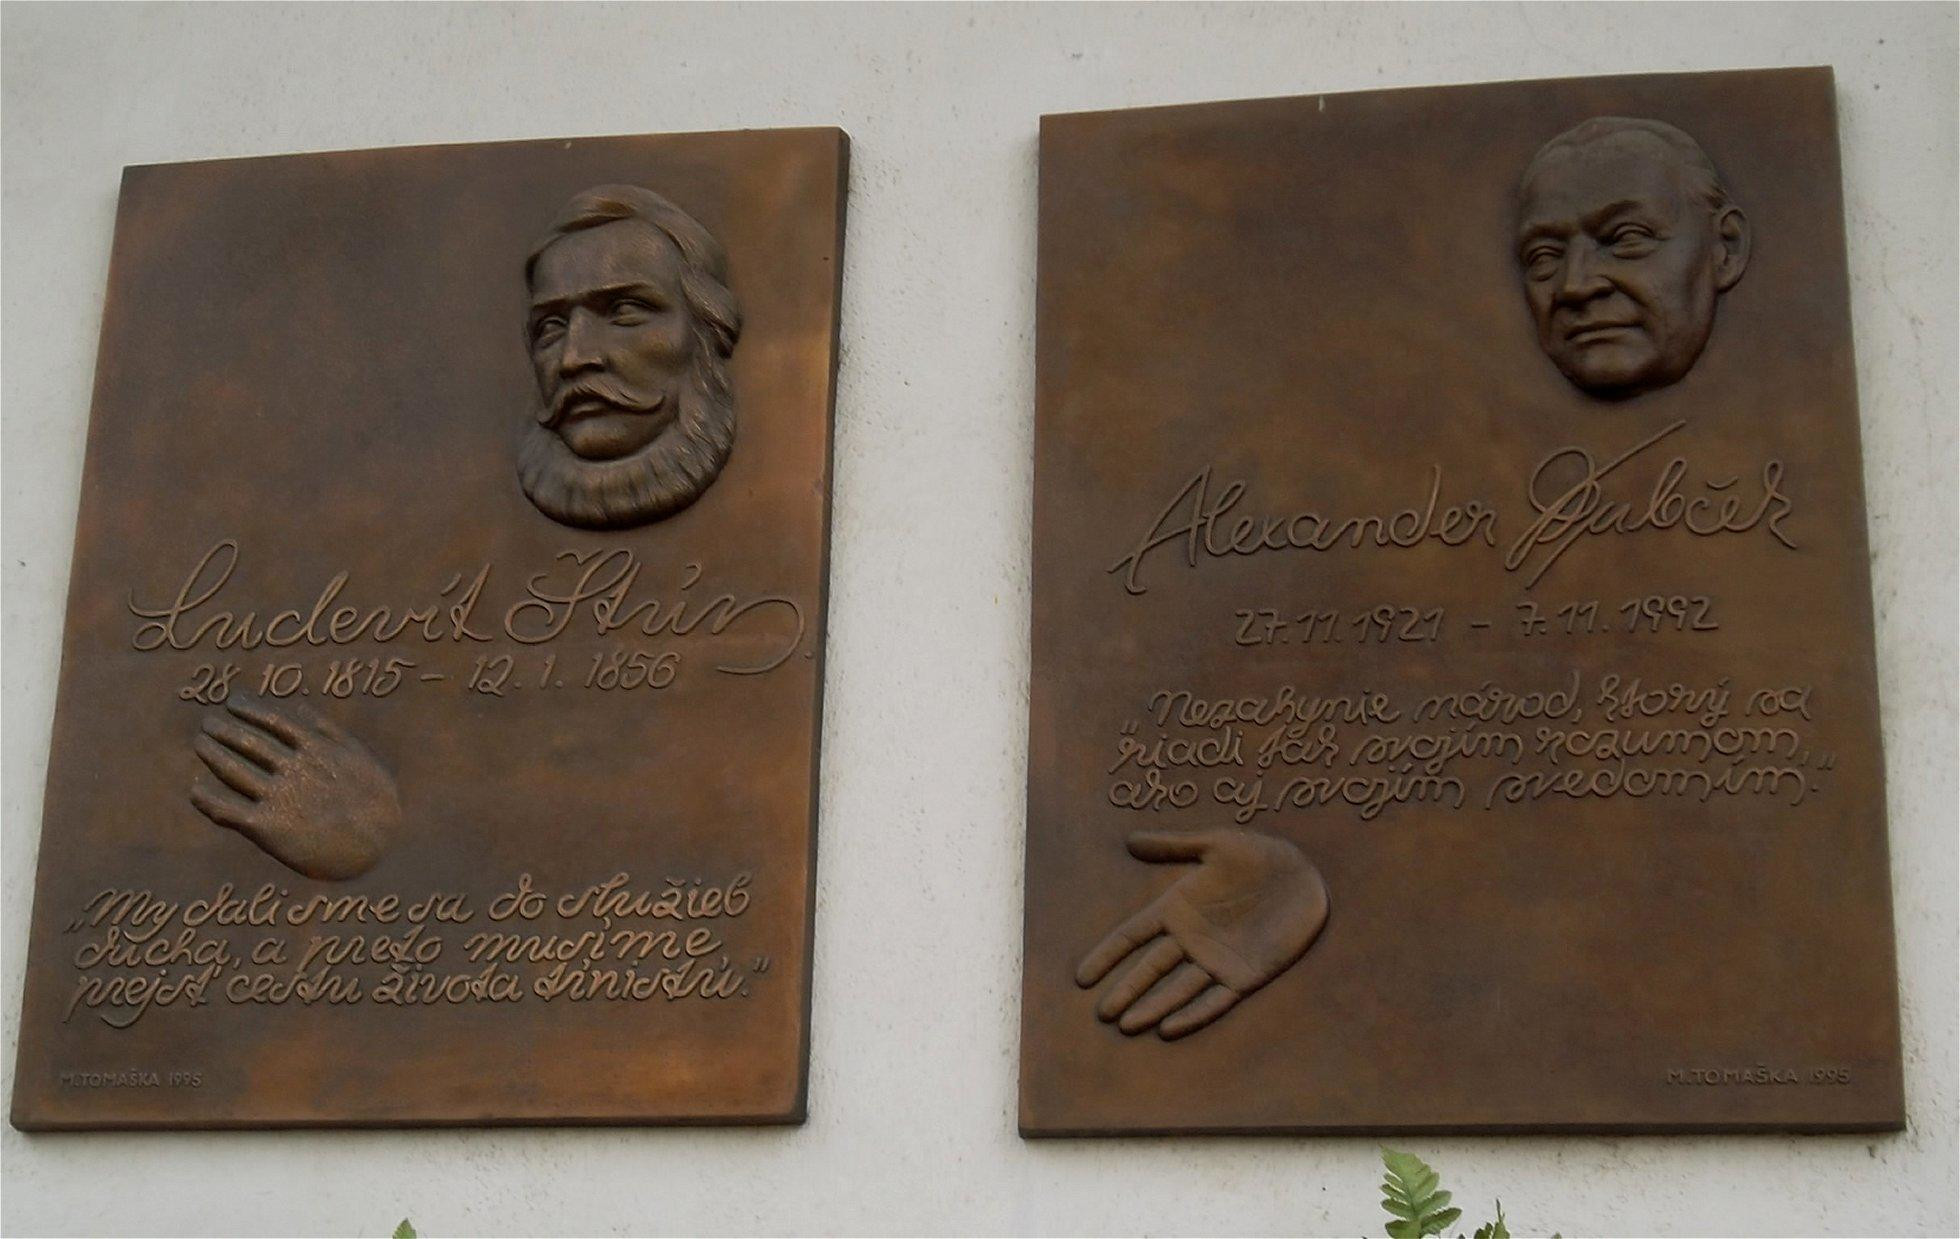 Ľudevít Štúr
28.10.1815 – 12.1.1856
„My dali sme sa do služieb
ducha, a preto musíme
prejsť cestu života tŕnistú."
M.TOMAŠKA 1995
Alexander Dubček
27.11.1921 – 7.11.1992
„Nezahynie národ, ktorý sa
riadi tak svojím rozumom,
ako aj svojím svedomím."
M.TOMAŠKA 1995